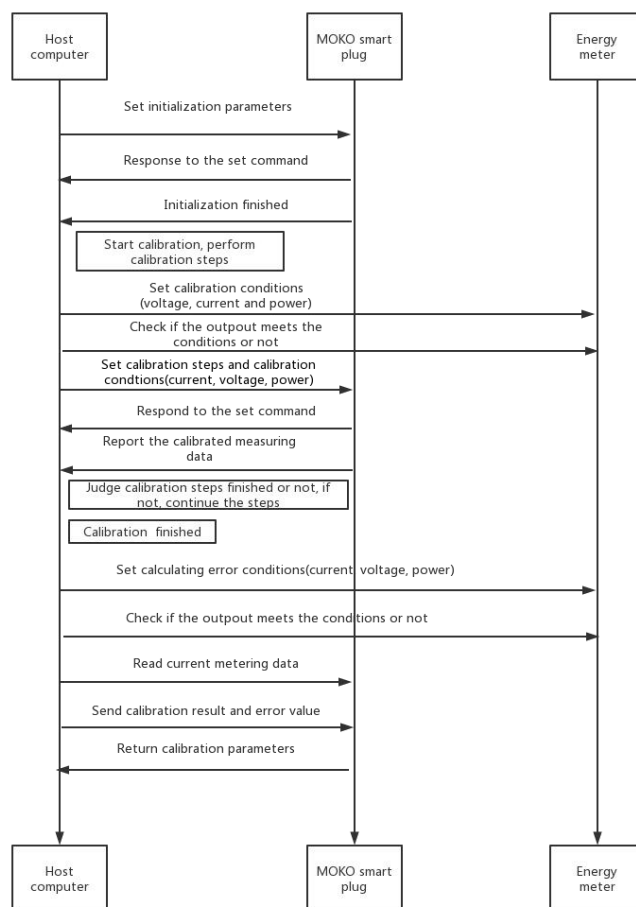 Host
computer
MOKO smart
plug
Energy
meter
Set initialization parameters
Response to the set command
Initialization finished
Start calibration, perform
calibration steps
Set calibration conditions
(voltage, current and power)
Check if the outpout meets the
conditions or not
Set calibration steps and calibration
condtions(current, voltage, power)
Respond to the set command
Report the calibrated measuring
data
Judge calibration steps finished or not, if
not, continue the steps
Calibration finished
Set calculating error conditions(current, voltage, power)
Check if the outpout meets the conditions or not
Read current metering data
Send calibration result and error value
Return calibration parameters
Host
computer
MOKO smart
plug
Energy
meter